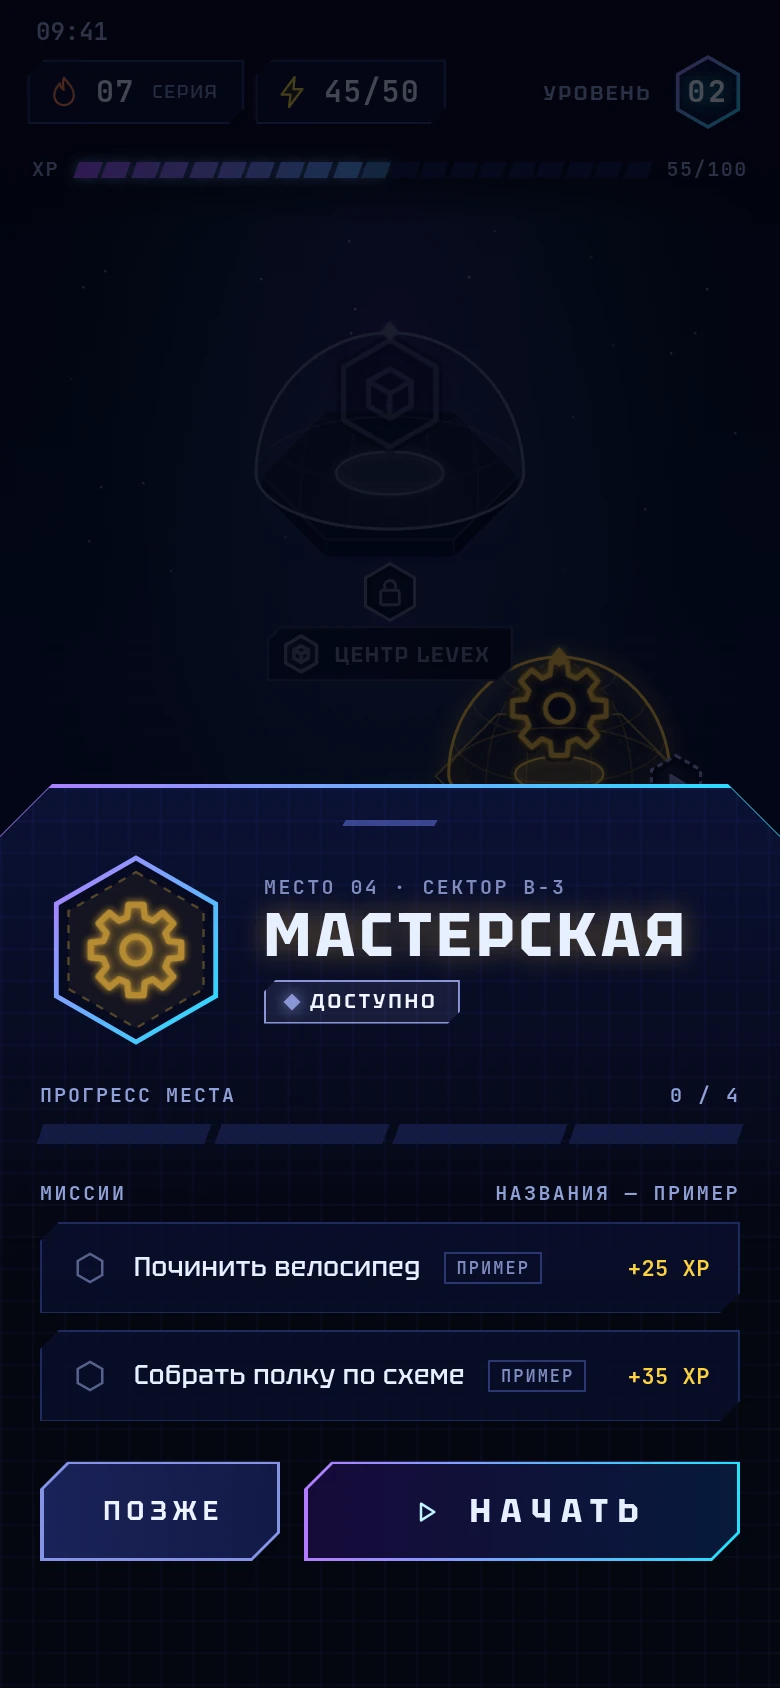 09:41
07 СЕРИЯ
45/50
УРОВЕНЬ 02
XP 55/100
ЦЕНТР LEVEX
МЕСТО 04 · СЕКТОР B-3
МАСТЕРСКАЯ
ДОСТУПНО
ПРОГРЕСС МЕСТА 0 / 4
МИССИИ НАЗВАНИЯ — ПРИМЕР
Починить велосипед ПРИМЕР +25 XP
Собрать полку по схеме ПРИМЕР +35 XP
ПОЗЖЕ
НАЧАТЬ